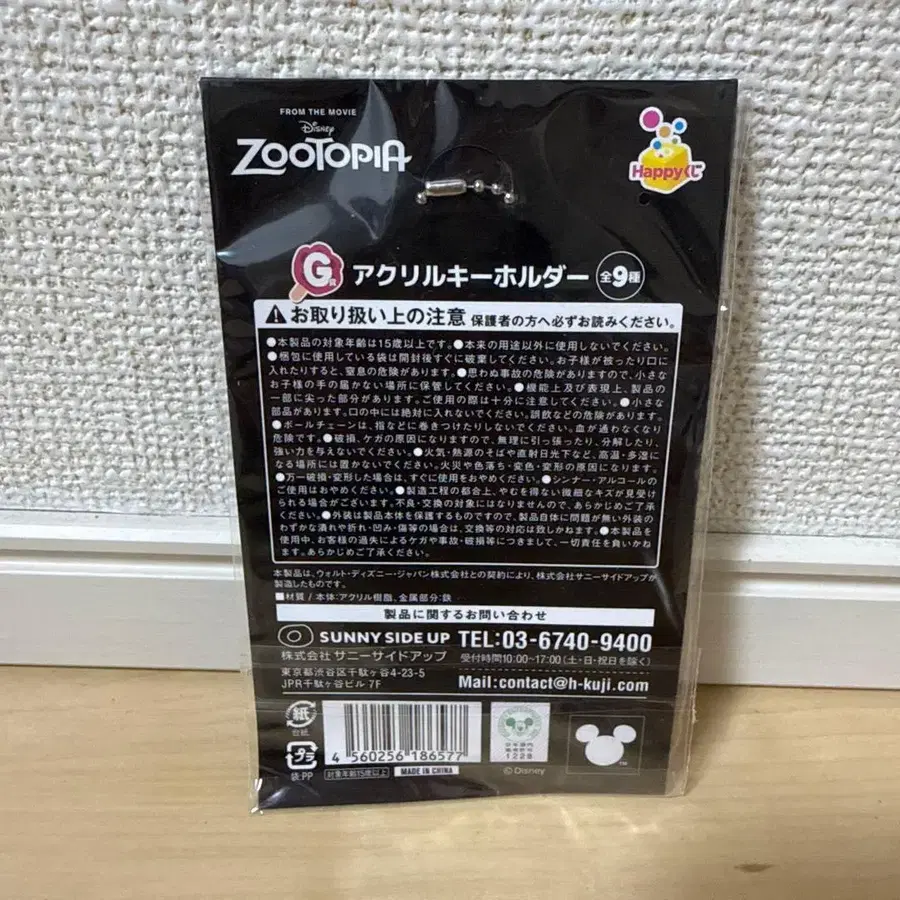 FROM THE MOVIE
Disney
ZOOTOPIA
Happyくじ
G賞 アクリルキーホルダー 全9種
お取り扱い上の注意 保護者の方へ必ずお読みください。
●本製品の対象年齢は15歳以上です。●本来の用途以外に使用しないでください。
●梱包に使用している袋は開封後すぐに破棄してください。お子様が被ったり口に
入れたりすると、窒息の危険があります。●思わぬ事故の危険がありますので、小さな
お子様の手の届かない場所に保管してください。●機能上及び表現上、製品の
一部に尖った部分があります。ご使用の際は十分に注意してください。●小さな
部品があります。口の中には絶対に入れないでください。誤飲などの危険があります。
●ボールチェーンは、指などに巻きつけたりしないでください。血が通わなくなり
危険です。●破損、ケガの原因になりますので、無理に引っ張ったり、分解したり、
強い力を与えないでください。●火気・熱源のそばや直射日光下など、高温・多湿に
なる場所には置かないでください。火災や色落ち・変色・変形の原因になります。
●万一破損・変形した場合は、すぐに使用をおやめください。●シンナー・アルコールの
ご使用はおやめください。●製造工程の都合上、やむを得ない微細なキズが見受け
られる場合がございます。不良・交換の対象にはなりませんので、あらかじめご了承
ください。●外装は製品本体を保護するものですので、製品自体に問題が無い外装の
わずかな潰れや折れ・凹み・傷等の場合は、交換等の対応は致しかねます。●本製品を
使用中、お客様の過失によるケガや事故・破損等につきまして、一切責任を負いかね
ます。あらかじめご了承ください。
本製品は、ウォルト・ディズニー・ジャパン株式会社との契約により、株式会社サニーサイドアップが
製造したものです。
■材質 / 本体:アクリル樹脂、金属部分:鉄
製品に関するお問い合わせ
SUNNY SIDE UP TEL:03-6740-9400
株式会社 サニーサイドアップ 受付時間10:00~17:00(土・日・祝日を除く)
東京都渋谷区千駄ヶ谷4-23-5
JPR千駄ヶ谷ビル 7F
Mail:contact@h-kuji.com
紙
台紙
プラ
袋:PP
4 560256 186577
対象年齢15歳以上
MADE IN CHINA
1228
©Disney
TM